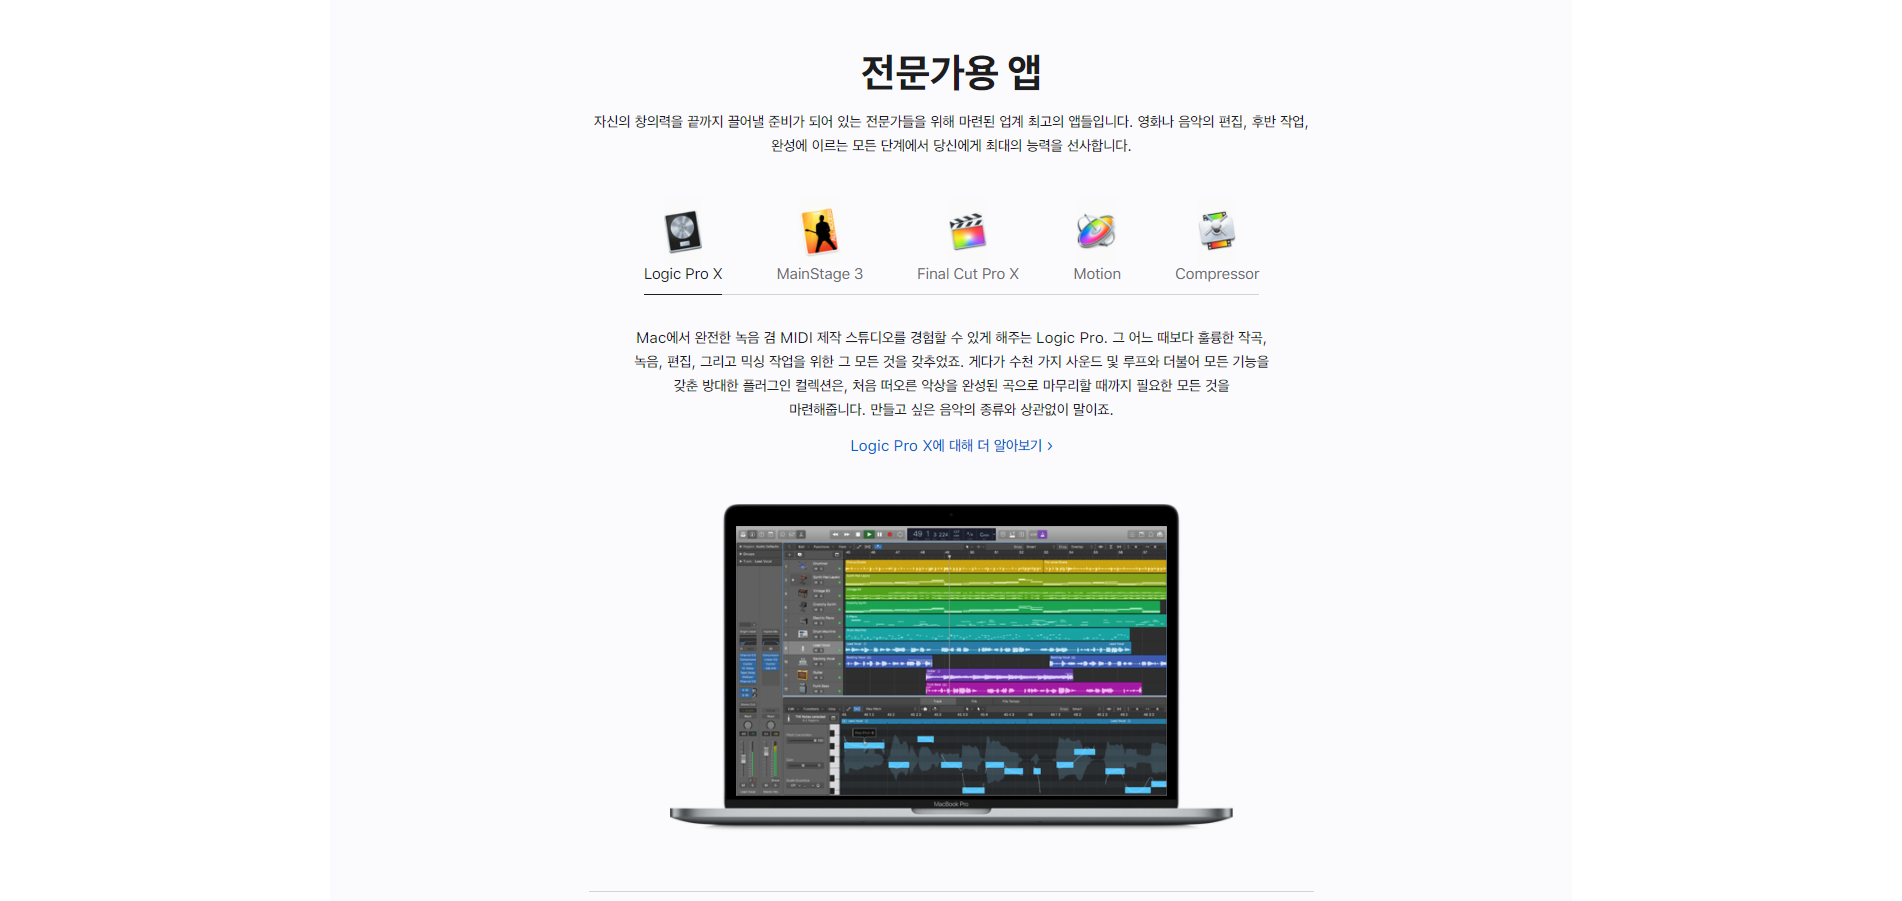 전문가용 앱
자신의 창의력을 끝까지 끌어낼 준비가 되어 있는 전문가들을 위해 마련된 업계 최고의 앱들입니다. 영화나 음악의 편집, 후반 작업,
완성에 이르는 모든 단계에서 당신에게 최대의 능력을 선사합니다.
Logic Pro X
MainStage 3
Final Cut Pro X
Motion
Compressor
Mac에서 완전한 녹음 겸 MIDI 제작 스튜디오를 경험할 수 있게 해주는 Logic Pro. 그 어느 때보다 훌륭한 작곡,
녹음, 편집, 그리고 믹싱 작업을 위한 그 모든 것을 갖추었죠. 게다가 수천 가지 사운드 및 루프와 더불어 모든 기능을
갖춘 방대한 플러그인 컬렉션은, 처음 떠오른 악상을 완성된 곡으로 마무리할 때까지 필요한 모든 것을
마련해줍니다. 만들고 싶은 음악의 종류와 상관없이 말이죠.
Logic Pro X에 대해 더 알아보기 ›
MacBook Pro